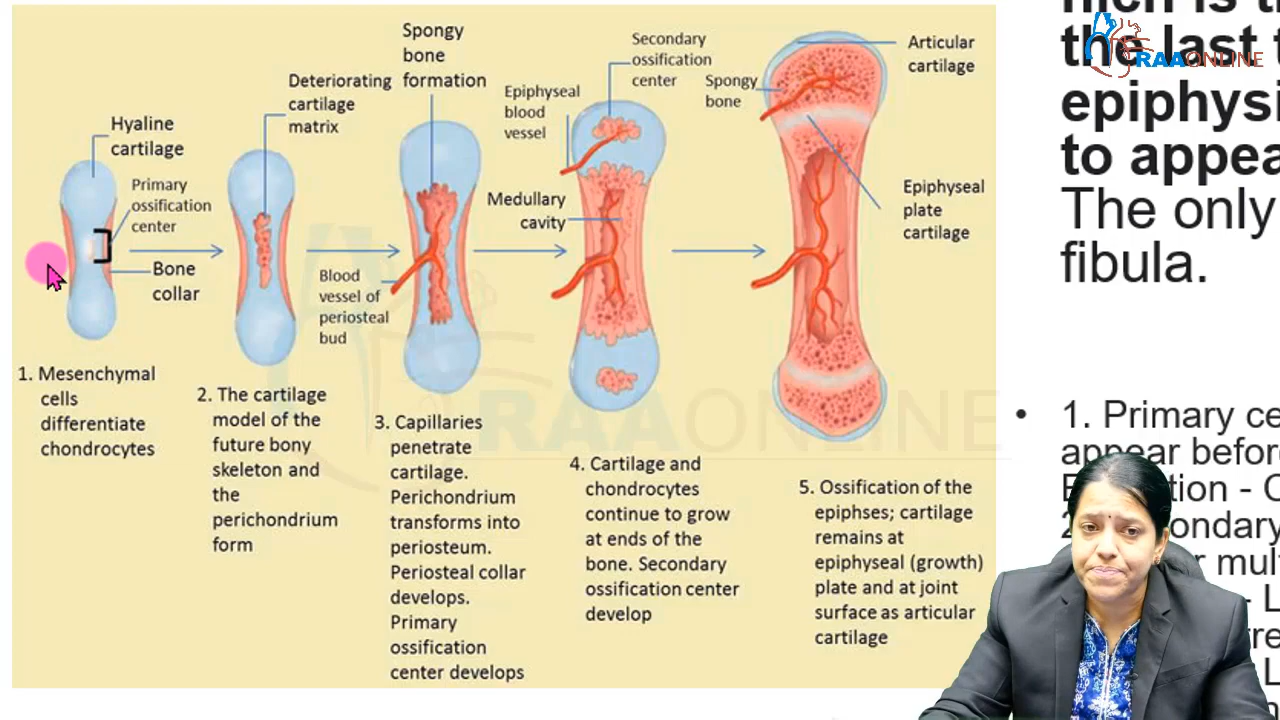 Hyaline
cartilage
Primary
ossification
center
Bone
collar
1. Mesenchymal
cells
differentiate
chondrocytes
Deteriorating
cartilage
matrix
2. The cartilage
model of the
future bony
skeleton and
the
perichondrium
form
Spongy
bone
formation
Blood
vessel of
periosteal
bud
3. Capillaries
penetrate
cartilage.
Perichondrium
transforms into
periosteum.
Periosteal collar
develops.
Primary
ossification
center develops
Secondary
ossification
center
Epiphyseal
blood
vessel
Medullary
cavity
4. Cartilage and
chondrocytes
continue to grow
at ends of the
bone. Secondary
ossification center
develop
Spongy
bone
Articular
cartilage
Epiphyseal
plate
cartilage
5. Ossification of the
epiphses; cartilage
remains at
epiphyseal (growth)
plate and at joint
surface as articular
cartilage
RAAONLINE
RAAONLINE
the last
epiphysi
to appea
The only
fibula.
• 1. Primary ce
appear befor